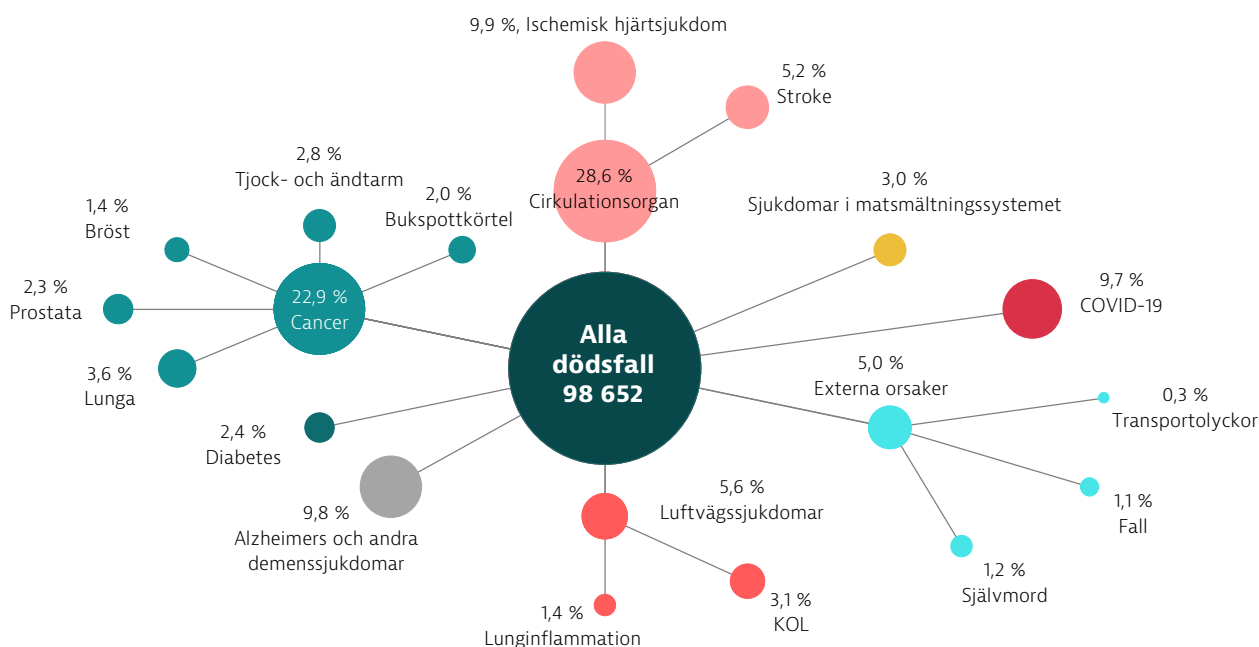 9,9 %, Ischemisk hjärtsjukdom
5,2 %
Stroke
28,6 %
Cirkulationsorgan
2,8 %
Tjock- och ändtarm
2,0 %
Bukspottkörtel
1,4 %
Bröst
2,3 %
Prostata
3,6 %
Lunga
22,9 %
Cancer
3,0 %
Sjukdomar i matsmältningssystemet
9,7 %
COVID-19
Alla
dödsfall
98 652
5,0 %
Externa orsaker
0,3 %
Transportolyckor
1,1 %
Fall
1,2 %
Självmord
2,4 %
Diabetes
9,8 %
Alzheimers och andra
demenssjukdomar
5,6 %
Luftvägssjukdomar
1,4 %
Lunginflammation
3,1 %
KOL